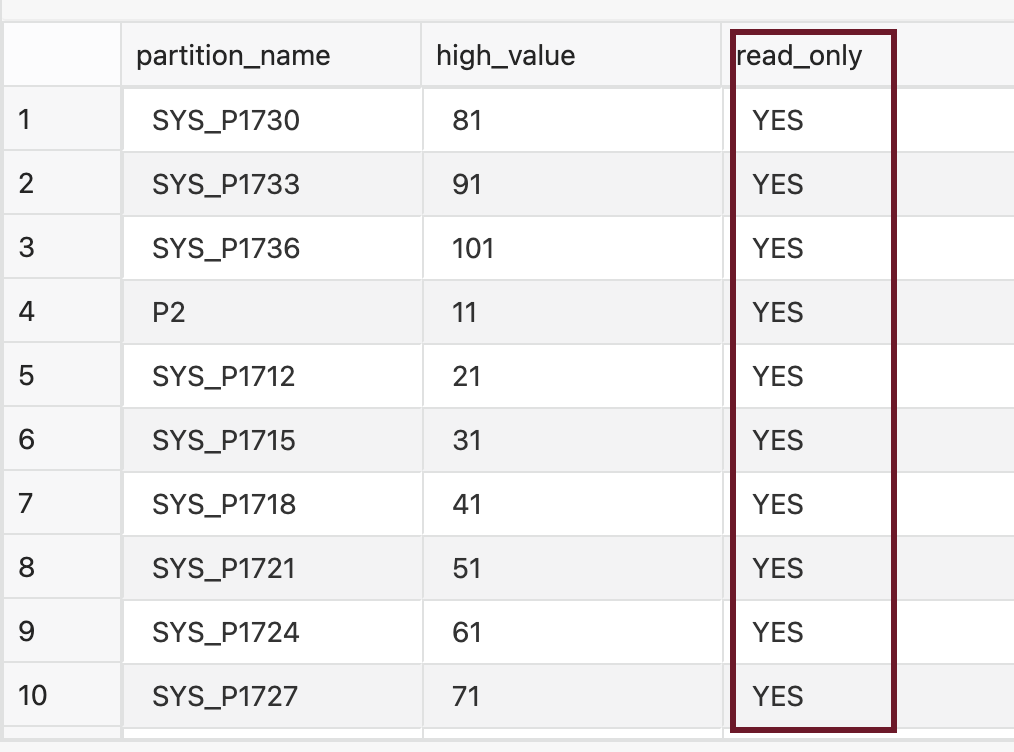 partition_name high_value read_only
1 SYS_P1730 81 YES
2 SYS_P1733 91 YES
3 SYS_P1736 101 YES
4 P2 11 YES
5 SYS_P1712 21 YES
6 SYS_P1715 31 YES
7 SYS_P1718 41 YES
8 SYS_P1721 51 YES
9 SYS_P1724 61 YES
10 SYS_P1727 71 YES